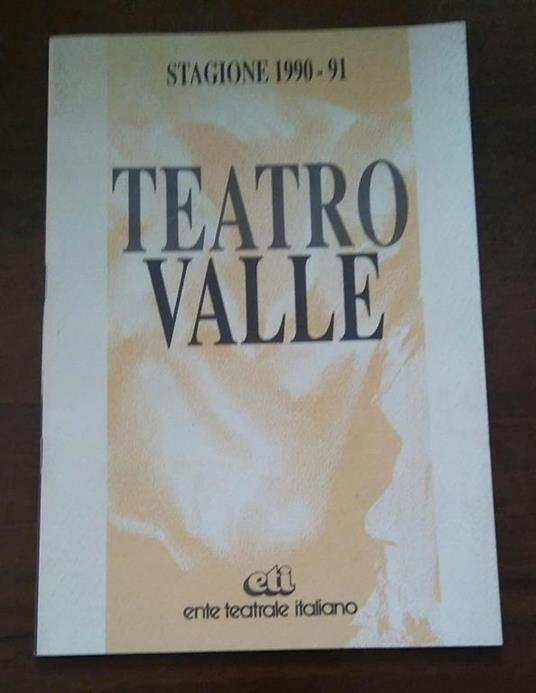 STAGIONE 1990-91
TEATRO
VALLE
eti
ente teatrale italiano